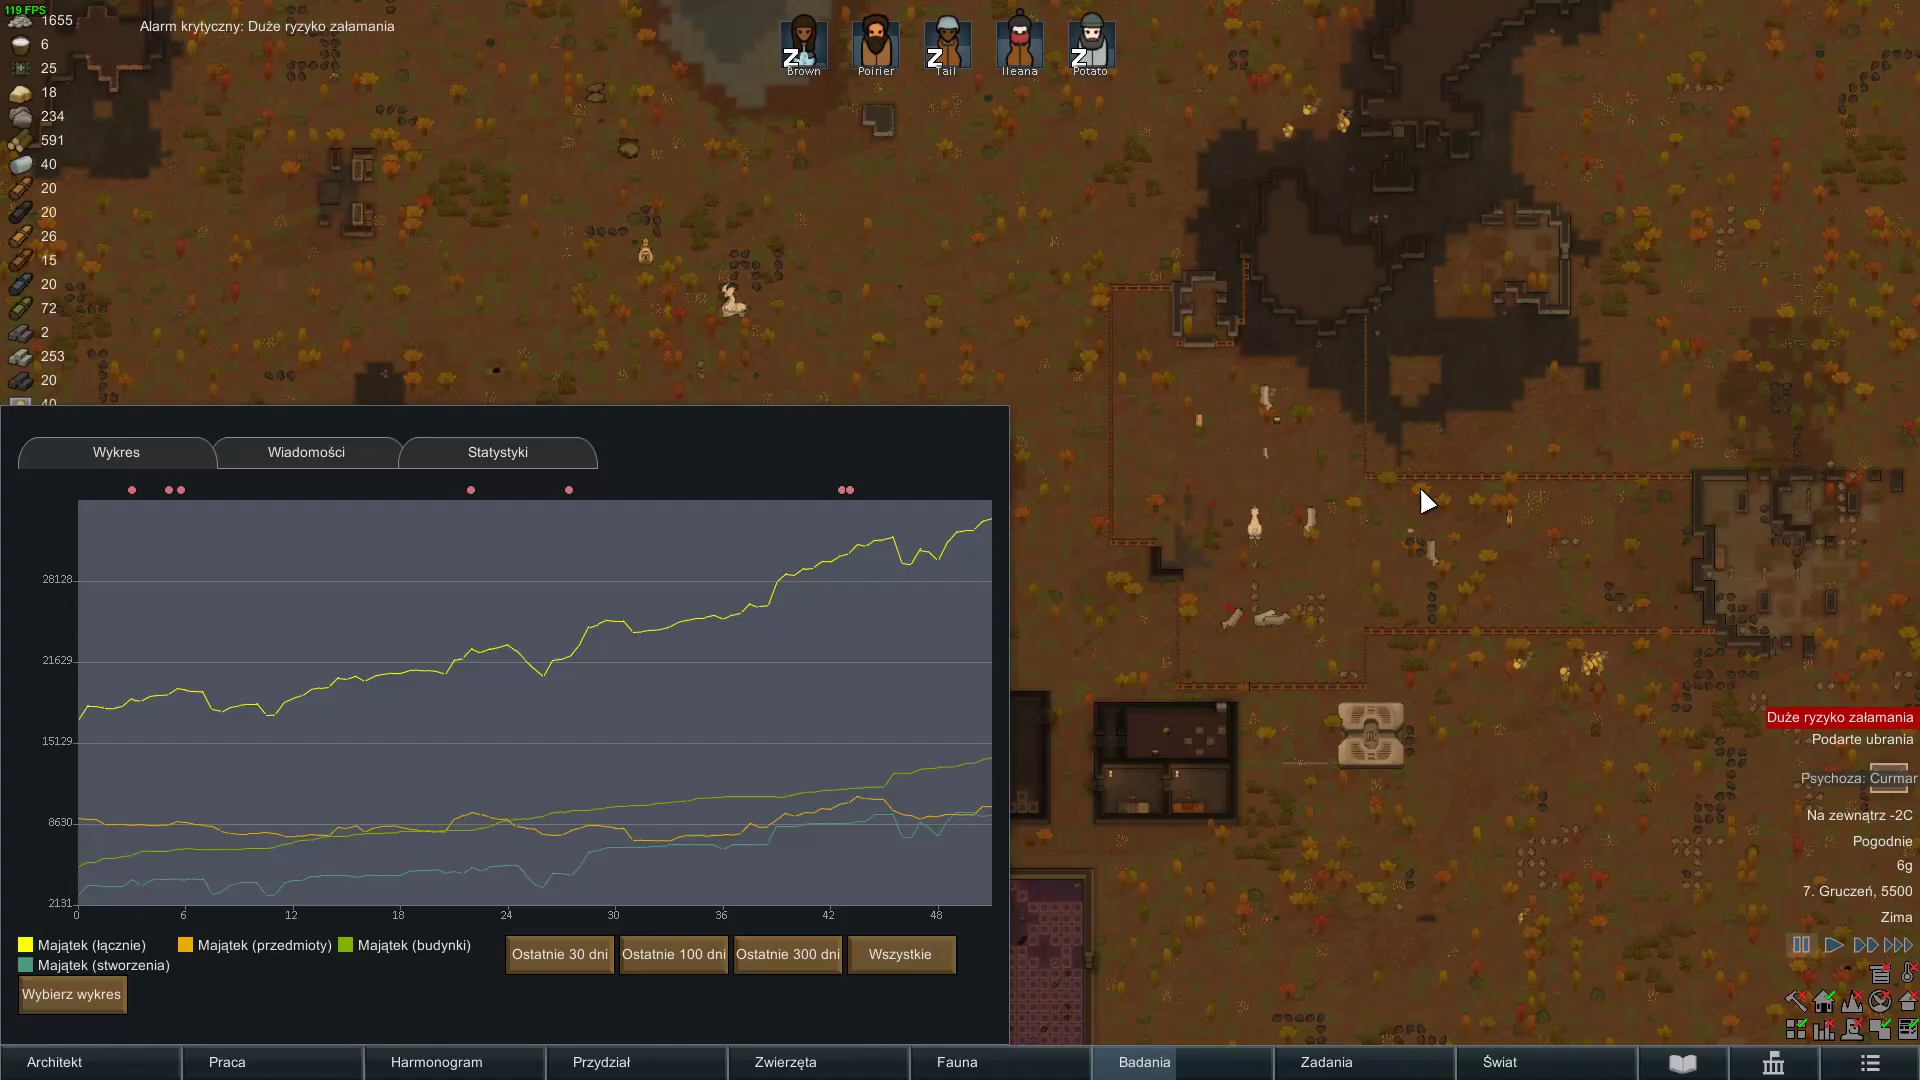 119 FPS
1655
Alarm krytyczny: Duże ryzyko załamania
6
25
18
234
591
40
20
20
26
15
20
72
2
253
20
40
Z Z Z
Brown Poirier Tail Ileana Potato
Wykres Wiadomości Statystyki
28128
21629
15129
8630
2131
0 6 12 18 24 30 36 42 48
Majątek (łącznie) Majątek (przedmioty) Majątek (budynki)
Majątek (stworzenia)
Ostatnie 30 dni Ostatnie 100 dni Ostatnie 300 dni Wszystkie
Wybierz wykres
Duże ryzyko załamania
Podarte ubrania
Psychoza: Curmar
Na zewnątrz -2C
Pogodnie
6g
7. Gruczeń, 5500
Zima
Architekt Praca Harmonogram Przydział Zwierzęta Fauna Badania Zadania Świat